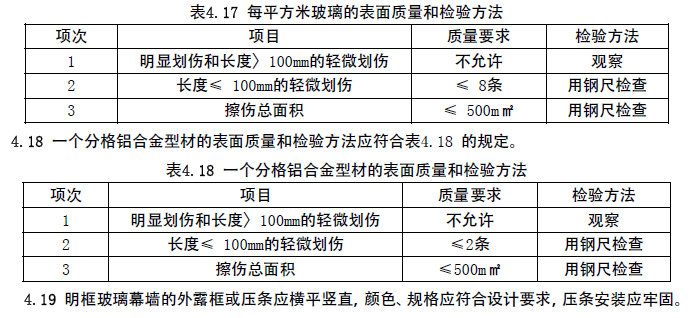 表4.17 每平方米玻璃的表面质量和检验方法
项次 项目 质量要求 检验方法
1 明显划伤和长度〉100mm的轻微划伤 不允许 观察
2 长度≤ 100mm的轻微划伤 ≤ 8条 用钢尺检查
3 擦伤总面积 ≤ 500m㎡ 用钢尺检查
4.18 一个分格铝合金型材的表面质量和检验方法应符合表4.18 的规定。
表4.18 一个分格铝合金型材的表面质量和检验方法
项次 项目 质量要求 检验方法
1 明显划伤和长度〉100mm的轻微划伤 不允许 观察
2 长度≤ 100mm的轻微划伤 ≤2条 用钢尺检查
3 擦伤总面积 ≤500m㎡ 用钢尺检查
4.19 明框玻璃幕墙的外露框或压条应横平竖直,颜色、规格应符合设计要求,压条安装应牢固。